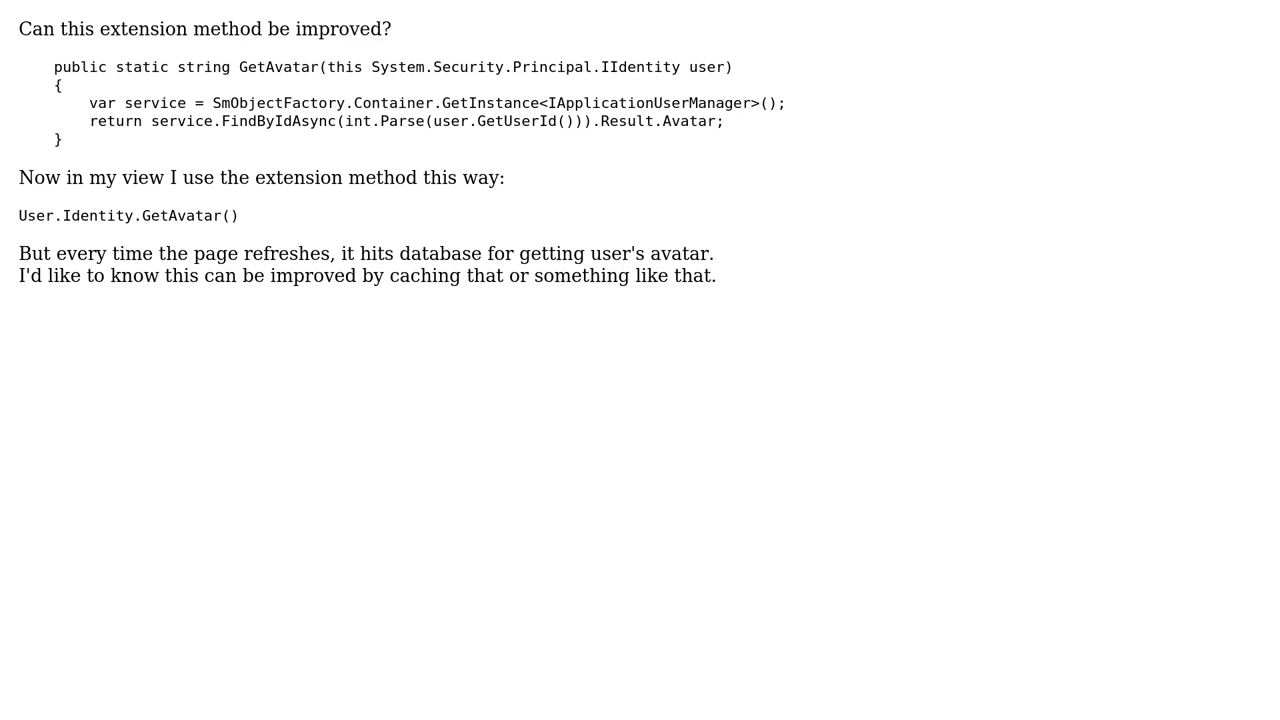 Can this extension method be improved?
public static string GetAvatar(this System.Security.Principal.IIdentity user)
{
var service = SmObjectFactory.Container.GetInstance<IApplicationUserManager>();
return service.FindByIdAsync(int.Parse(user.GetUserId())).Result.Avatar;
}
Now in my view I use the extension method this way:
User.Identity.GetAvatar()
But every time the page refreshes, it hits database for getting user's avatar.
I'd like to know this can be improved by caching that or something like that.